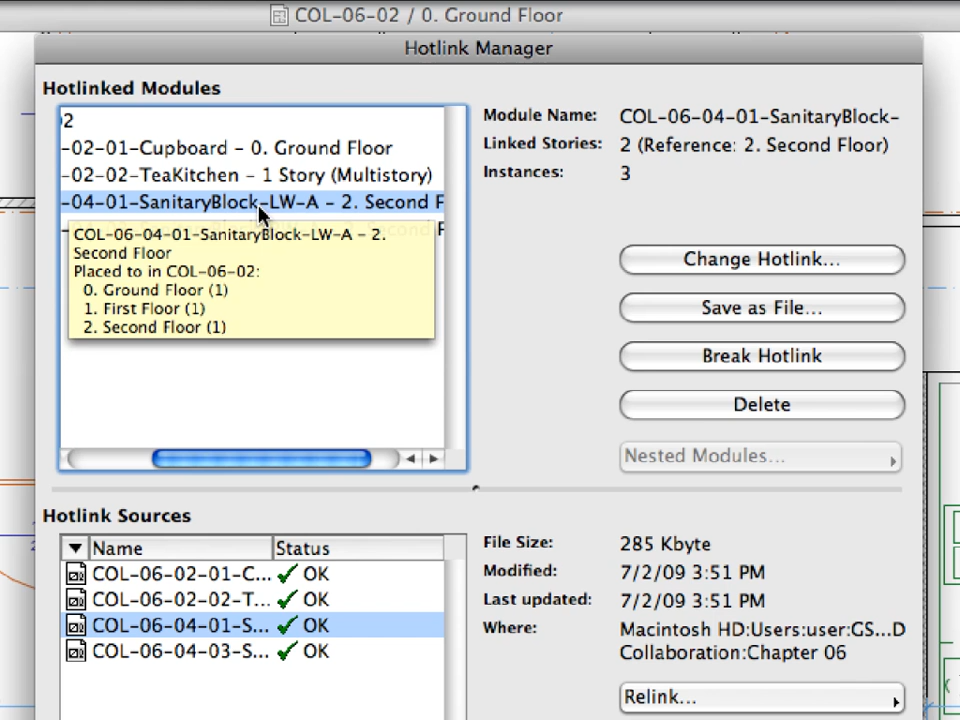 COL-06-02 / 0. Ground Floor
Hotlink Manager
Hotlinked Modules
02
-02-01-Cupboard - 0. Ground Floor
-02-02-TeaKitchen - 1 Story (Multistory)
-04-01-SanitaryBlock-LW-A - 2. Second F
COL-06-04-01-SanitaryBlock-LW-A - 2.
Second Floor
Placed to in COL-06-02:
0. Ground Floor (1)
1. First Floor (1)
2. Second Floor (1)
Module Name: COL-06-04-01-SanitaryBlock-
Linked Stories: 2 (Reference: 2. Second Floor)
Instances: 3
Change Hotlink...
Save as File...
Break Hotlink
Delete
Nested Modules...
Hotlink Sources
Name Status
COL-06-02-01-C... OK
COL-06-02-02-T... OK
COL-06-04-01-S... OK
COL-06-04-03-S... OK
File Size: 285 Kbyte
Modified: 7/2/09 3:51 PM
Last updated: 7/2/09 3:51 PM
Where: Macintosh HD:Users:user:GS...D
Collaboration:Chapter 06
Relink...